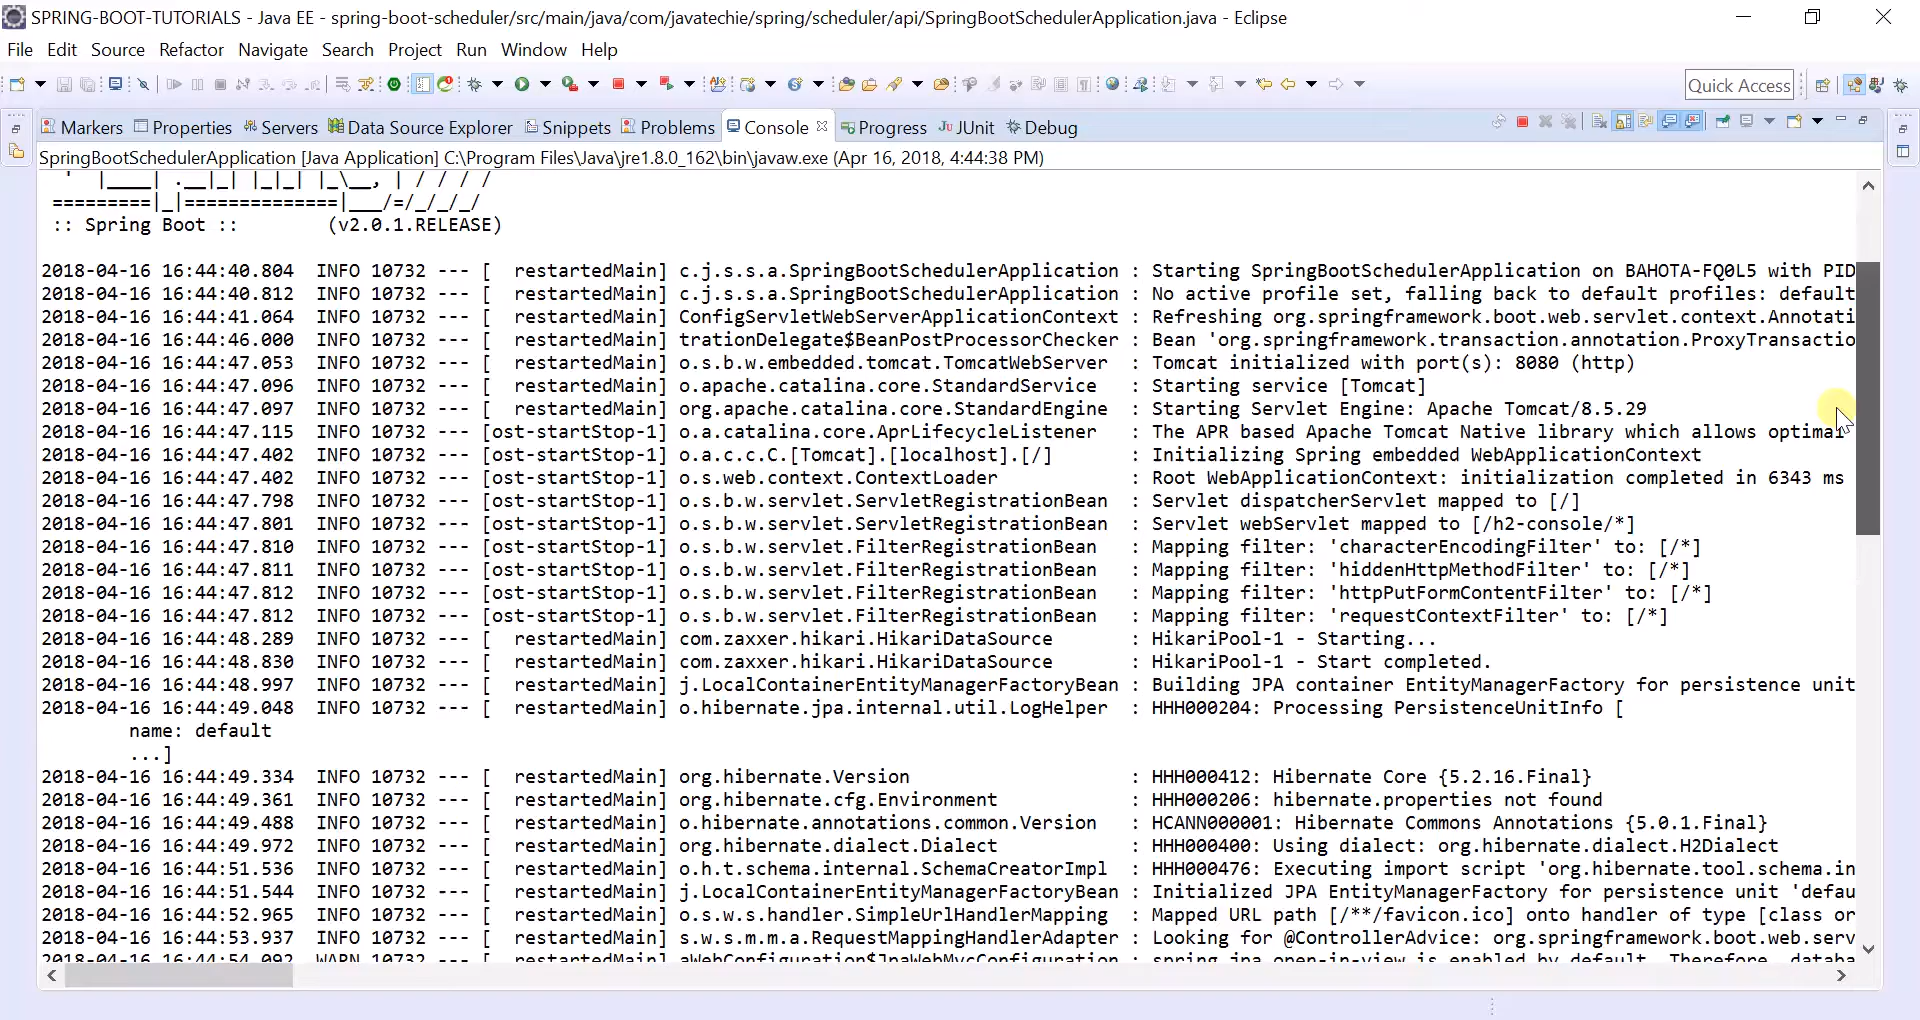 SPRING-BOOT-TUTORIALS - Java EE - spring-boot-scheduler/src/main/java/com/javatechie/spring/scheduler/api/SpringBootSchedulerApplication.java - Eclipse
File Edit Source Refactor Navigate Search Project Run Window Help
Quick Access
Markers Properties Servers Data Source Explorer Snippets Problems Console Progress JUnit Debug
SpringBootSchedulerApplication [Java Application] C:\Program Files\Java\jre1.8.0_162\bin\javaw.exe (Apr 16, 2018, 4:44:38 PM)
' |____| .__|_| |_|_| |_\__, | / / / /
=========|_|==============|___/=/_/_/_/
:: Spring Boot :: (v2.0.1.RELEASE)
2018-04-16 16:44:40.804 INFO 10732 --- [ restartedMain] c.j.s.s.a.SpringBootSchedulerApplication : Starting SpringBootSchedulerApplication on BAHOTA-FQ0L5 with PID
2018-04-16 16:44:40.812 INFO 10732 --- [ restartedMain] c.j.s.s.a.SpringBootSchedulerApplication : No active profile set, falling back to default profiles: default
2018-04-16 16:44:41.064 INFO 10732 --- [ restartedMain] ConfigServletWebServerApplicationContext : Refreshing org.springframework.boot.web.servlet.context.Annotati
2018-04-16 16:44:46.000 INFO 10732 --- [ restartedMain] trationDelegate$BeanPostProcessorChecker : Bean 'org.springframework.transaction.annotation.ProxyTransactio
2018-04-16 16:44:47.053 INFO 10732 --- [ restartedMain] o.s.b.w.embedded.tomcat.TomcatWebServer : Tomcat initialized with port(s): 8080 (http)
2018-04-16 16:44:47.096 INFO 10732 --- [ restartedMain] o.apache.catalina.core.StandardService : Starting service [Tomcat]
2018-04-16 16:44:47.097 INFO 10732 --- [ restartedMain] org.apache.catalina.core.StandardEngine : Starting Servlet Engine: Apache Tomcat/8.5.29
2018-04-16 16:44:47.115 INFO 10732 --- [ost-startStop-1] o.a.catalina.core.AprLifecycleListener : The APR based Apache Tomcat Native library which allows optimal
2018-04-16 16:44:47.402 INFO 10732 --- [ost-startStop-1] o.a.c.c.C.[Tomcat].[localhost].[/] : Initializing Spring embedded WebApplicationContext
2018-04-16 16:44:47.402 INFO 10732 --- [ost-startStop-1] o.s.web.context.ContextLoader : Root WebApplicationContext: initialization completed in 6343 ms
2018-04-16 16:44:47.798 INFO 10732 --- [ost-startStop-1] o.s.b.w.servlet.ServletRegistrationBean : Servlet dispatcherServlet mapped to [/]
2018-04-16 16:44:47.801 INFO 10732 --- [ost-startStop-1] o.s.b.w.servlet.ServletRegistrationBean : Servlet webServlet mapped to [/h2-console/*]
2018-04-16 16:44:47.810 INFO 10732 --- [ost-startStop-1] o.s.b.w.servlet.FilterRegistrationBean : Mapping filter: 'characterEncodingFilter' to: [/*]
2018-04-16 16:44:47.811 INFO 10732 --- [ost-startStop-1] o.s.b.w.servlet.FilterRegistrationBean : Mapping filter: 'hiddenHttpMethodFilter' to: [/*]
2018-04-16 16:44:47.812 INFO 10732 --- [ost-startStop-1] o.s.b.w.servlet.FilterRegistrationBean : Mapping filter: 'httpPutFormContentFilter' to: [/*]
2018-04-16 16:44:47.812 INFO 10732 --- [ost-startStop-1] o.s.b.w.servlet.FilterRegistrationBean : Mapping filter: 'requestContextFilter' to: [/*]
2018-04-16 16:44:48.289 INFO 10732 --- [ restartedMain] com.zaxxer.hikari.HikariDataSource : HikariPool-1 - Starting...
2018-04-16 16:44:48.830 INFO 10732 --- [ restartedMain] com.zaxxer.hikari.HikariDataSource : HikariPool-1 - Start completed.
2018-04-16 16:44:48.997 INFO 10732 --- [ restartedMain] j.LocalContainerEntityManagerFactoryBean : Building JPA container EntityManagerFactory for persistence unit
2018-04-16 16:44:49.048 INFO 10732 --- [ restartedMain] o.hibernate.jpa.internal.util.LogHelper : HHH000204: Processing PersistenceUnitInfo [
name: default
...]
2018-04-16 16:44:49.334 INFO 10732 --- [ restartedMain] org.hibernate.Version : HHH000412: Hibernate Core {5.2.16.Final}
2018-04-16 16:44:49.361 INFO 10732 --- [ restartedMain] org.hibernate.cfg.Environment : HHH000206: hibernate.properties not found
2018-04-16 16:44:49.488 INFO 10732 --- [ restartedMain] o.hibernate.annotations.common.Version : HCANN000001: Hibernate Commons Annotations {5.0.1.Final}
2018-04-16 16:44:49.972 INFO 10732 --- [ restartedMain] org.hibernate.dialect.Dialect : HHH000400: Using dialect: org.hibernate.dialect.H2Dialect
2018-04-16 16:44:51.536 INFO 10732 --- [ restartedMain] o.h.t.schema.internal.SchemaCreatorImpl : HHH000476: Executing import script 'org.hibernate.tool.schema.in
2018-04-16 16:44:51.544 INFO 10732 --- [ restartedMain] j.LocalContainerEntityManagerFactoryBean : Initialized JPA EntityManagerFactory for persistence unit 'defau
2018-04-16 16:44:52.965 INFO 10732 --- [ restartedMain] o.s.w.s.handler.SimpleUrlHandlerMapping : Mapped URL path [/**/favicon.ico] onto handler of type [class or
2018-04-16 16:44:53.937 INFO 10732 --- [ restartedMain] s.w.s.m.m.a.RequestMappingHandlerAdapter : Looking for @ControllerAdvice: org.springframework.boot.web.serv
2018-04-16 16:44:54.092 WARN 10732 --- [ restartedMain] aWebConfiguration$JpaWebMvcConfiguration : spring.jpa.open-in-view is enabled by default. Therefore, databa